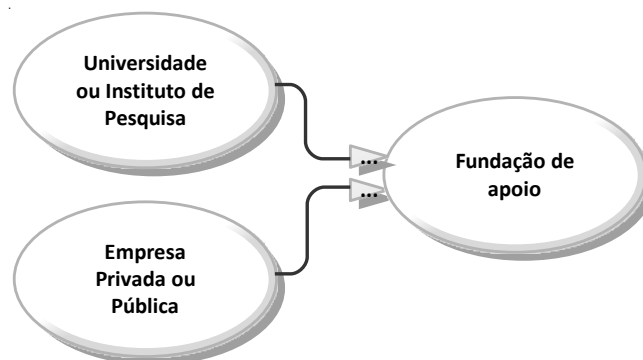 Universidade
ou Instituto de
Pesquisa
...
Fundação de
apoio
...
Empresa
Privada ou
Pública